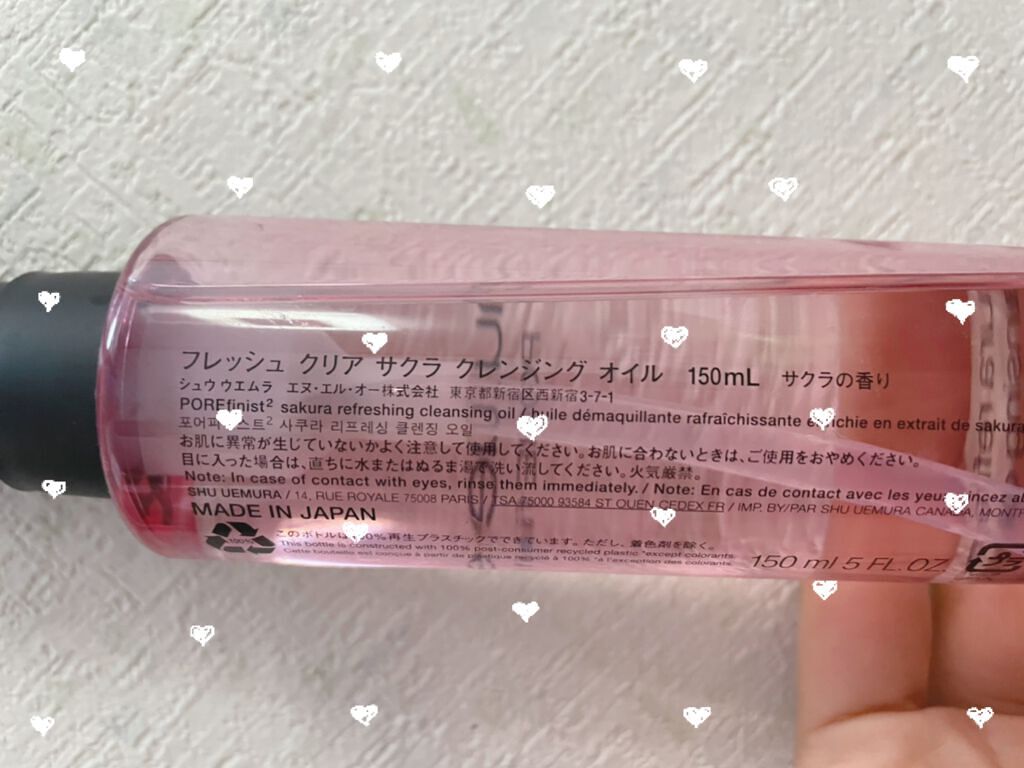 フレッシュ クリア サクラ クレンジング オイル 150mL サクラの香り
シュウ ウエムラ エヌ・エル・オー株式会社 東京都新宿区西新宿3-7-1
POREfinist² sakura refreshing cleansing oil / huile démaquillante rafraîchissante enrichie en extrait de sakura
사쿠라 리프레싱 클렌징 오일
お肌に異常が生じていないかよく注意して使用してください。お肌に合わないときは、ご使用をおやめください。
目に入った場合は、直ちに水またはぬるま湯で洗い流してください。火気厳禁。
Note: In case of contact with eyes, rinse them immediately. / Note: En cas de contact avec les yeux
SHU UEMURA / 14, RUE ROYALE 75008 PARIS / TSA 75000 93584 ST OUEN CEDEX FR / IMP. BY/PAR SHU UEMURA CANADA,
MADE IN JAPAN
100%
このボトルは100%再生プラスチックでできています。ただし、着色剤を除く。
This bottle is constructed with 100% post-consumer recycled plastic *except colorants.
Cette bouteille est conçue à partir de plastique recyclé à 100% *à l'exception des colorants.
150 ml 5 FL.OZ
プラ